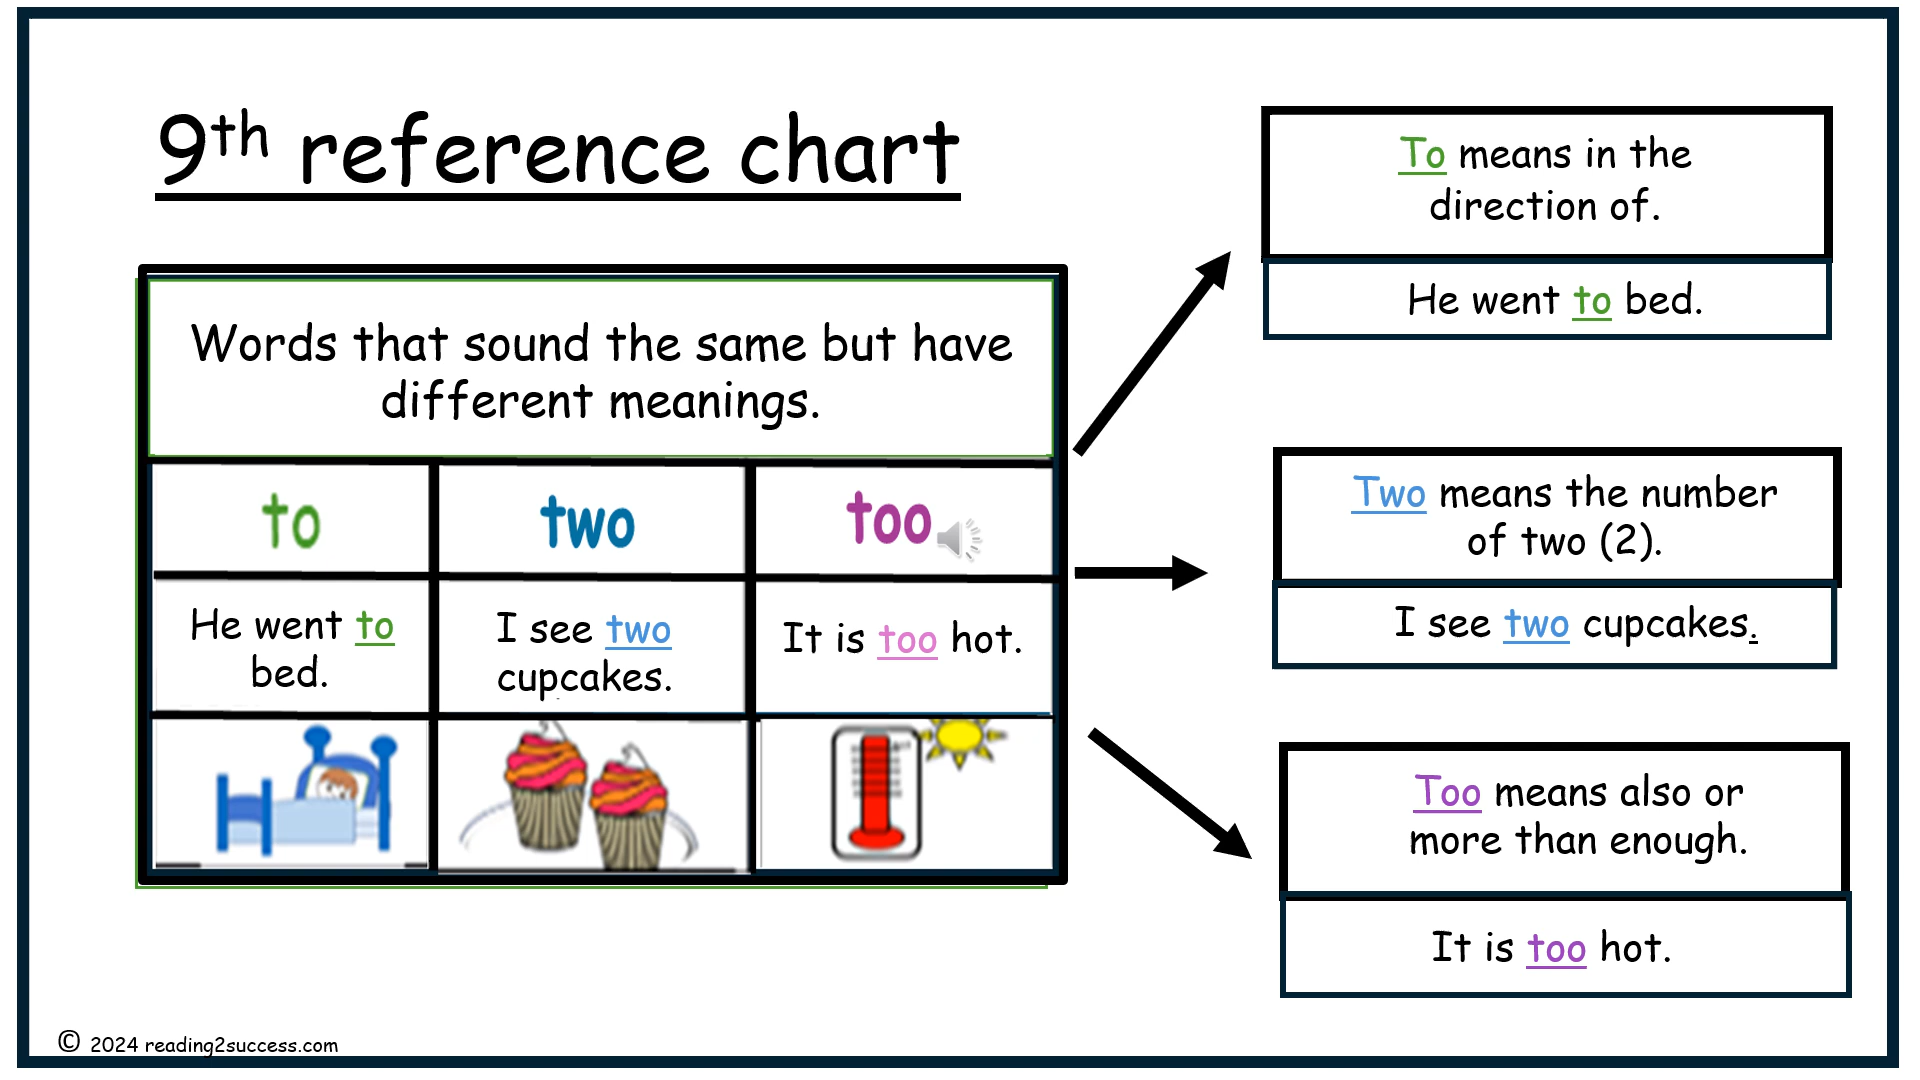 9th reference chart
Words that sound the same but have
different meanings.
to two too
He went to
bed.
I see two
cupcakes.
It is too hot.
To means in the
direction of.
He went to bed.
Two means the number
of two (2).
I see two cupcakes.
Too means also or
more than enough.
It is too hot.
© 2024 reading2success.com